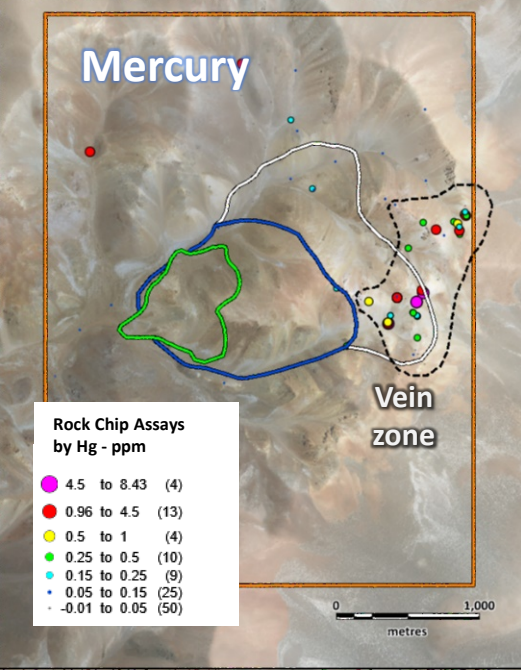 Mercury
Vein
zone
Rock Chip Assays
by Hg - ppm
4.5 to 8.43 (4)
0.96 to 4.5 (13)
0.5 to 1 (4)
0.25 to 0.5 (10)
0.15 to 0.25 (9)
0.05 to 0.15 (25)
-0.01 to 0.05 (50)
0 1,000
metres